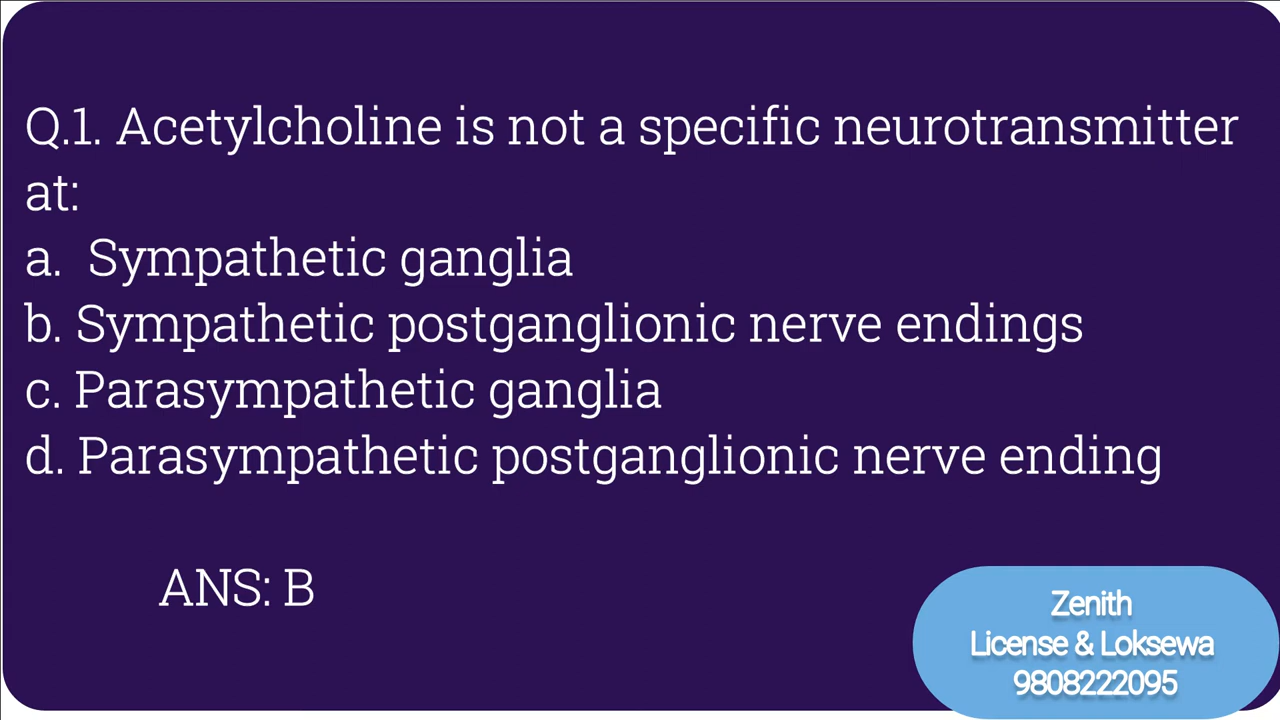 Q.1. Acetylcholine is not a specific neurotransmitter
at:
a. Sympathetic ganglia
b. Sympathetic postganglionic nerve endings
c. Parasympathetic ganglia
d. Parasympathetic postganglionic nerve ending
ANS: B
Zenith
License & Loksewa
9808222095